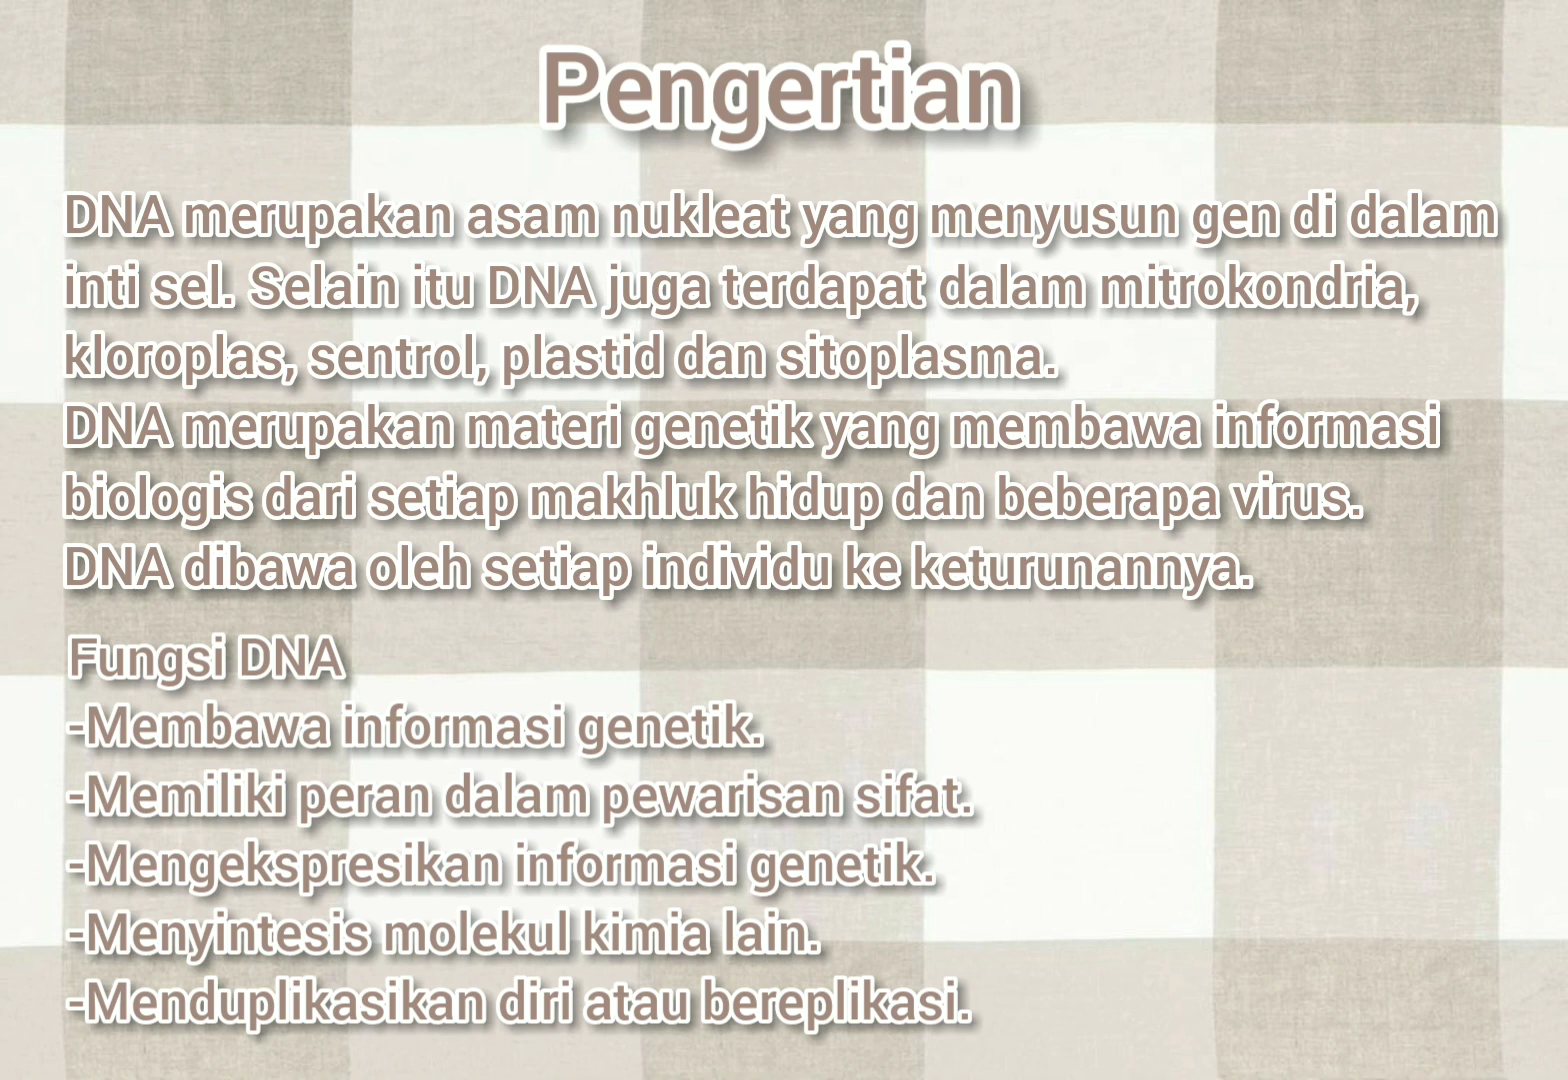 Pengertian
DNA merupakan asam nukleat yang menyusun gen di dalam
inti sel. Selain itu DNA juga terdapat dalam mitrokondria,
kloroplas, sentrol, plastid dan sitoplasma.
DNA merupakan materi genetik yang membawa informasi
biologis dari setiap makhluk hidup dan beberapa virus.
DNA dibawa oleh setiap individu ke keturunannya.
Fungsi DNA
-Membawa informasi genetik.
-Memiliki peran dalam pewarisan sifat.
-Mengekspresikan informasi genetik.
-Menyintesis molekul kimia lain.
-Menduplikasikan diri atau bereplikasi.